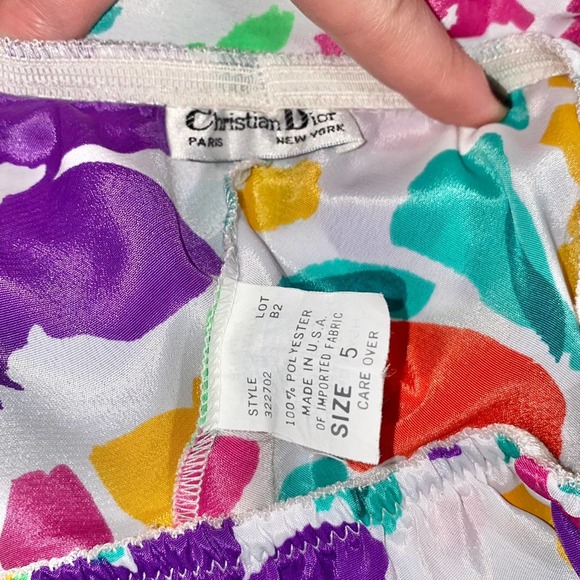 Christian Dior
PARIS NEW YORK
LOT
B2
STYLE
322702
100% POLYESTER
MADE IN U.S.A.
OF IMPORTED FABRIC
SIZE 5
CARE OVER